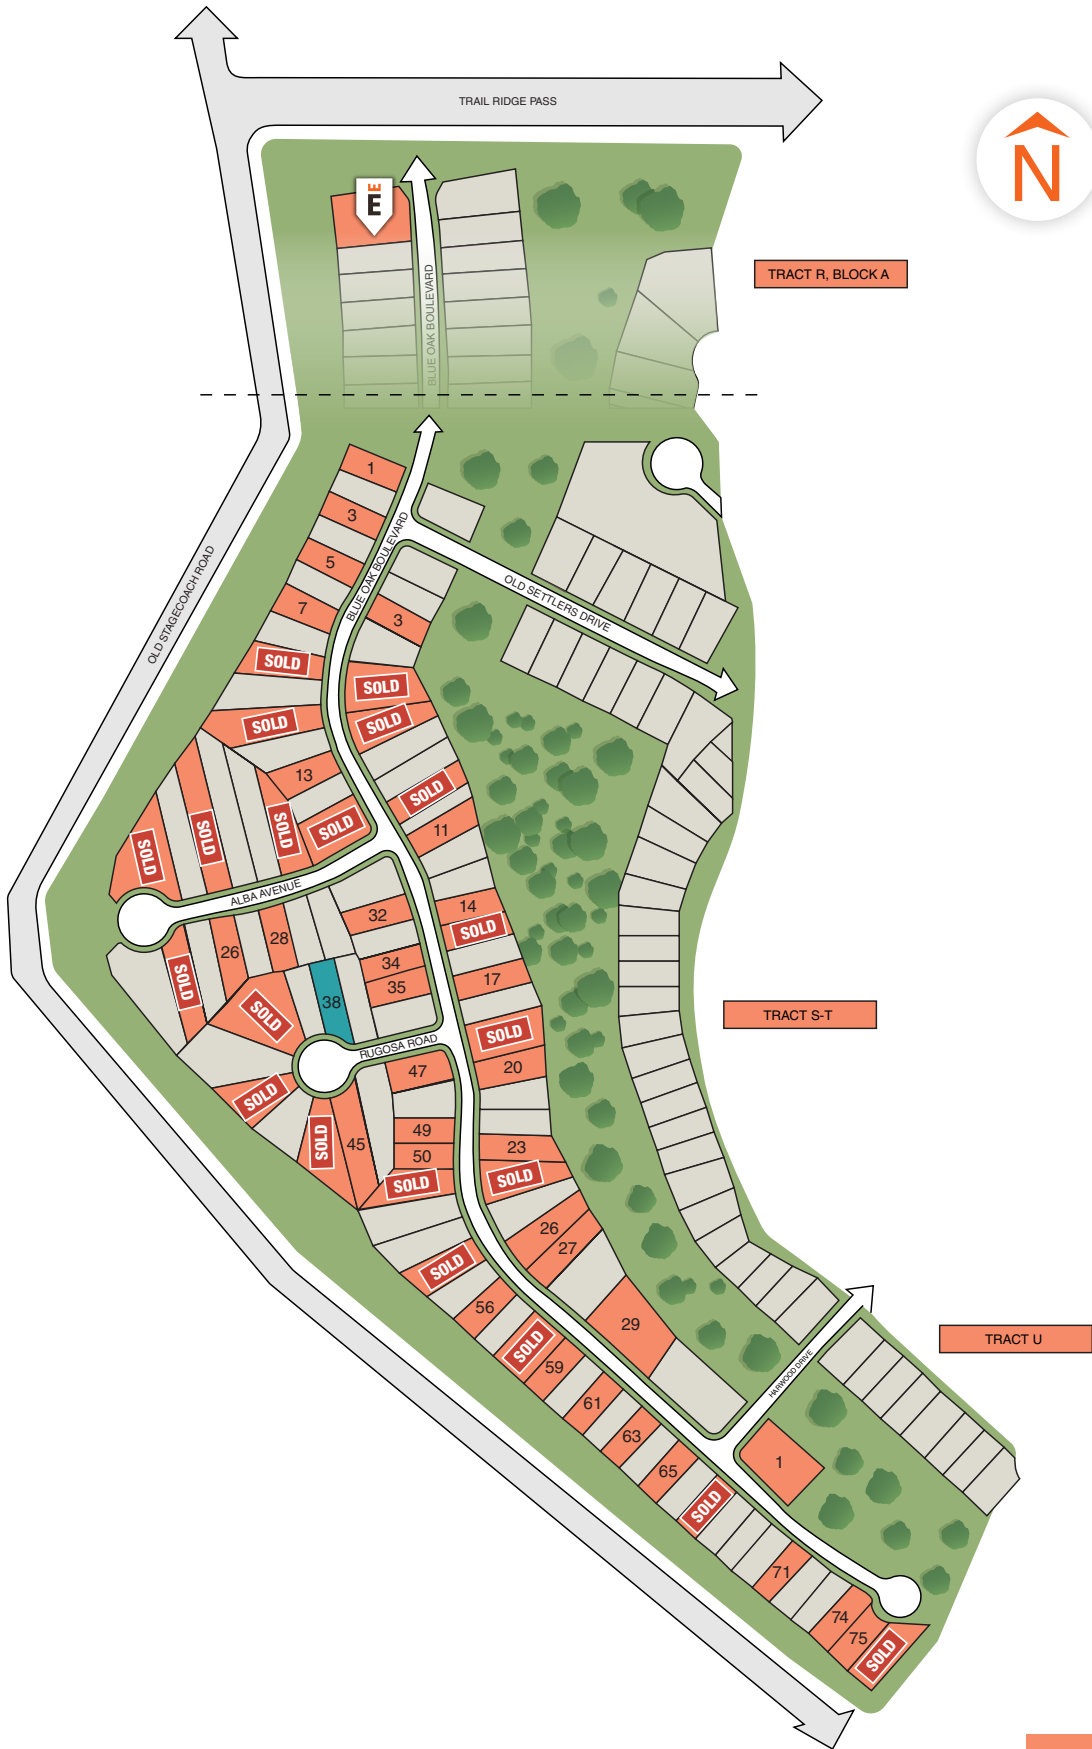 TRAIL RIDGE PASS
N
E
E
BLUE OAK BOULEVARD
TRACT R, BLOCK A
1
3
5
7
BLUE OAK BOULEVARD
OLD SETTLERS DRIVE
OLD STAGECOACH ROAD
3
SOLD
SOLD
SOLD
SOLD
13
SOLD
11
SOLD
SOLD
SOLD
SOLD
ALBA AVENUE
14
32
SOLD
28
26
34
35
17
SOLD
38
SOLD
TRACT S-T
SOLD
RUGOSA ROAD
20
47
SOLD
49
SOLD
45
50
23
SOLD
SOLD
26
27
SOLD
56
29
TRACT U
SOLD
59
HARWOOD DRIVE
61
63
65
1
SOLD
71
74
75
SOLD